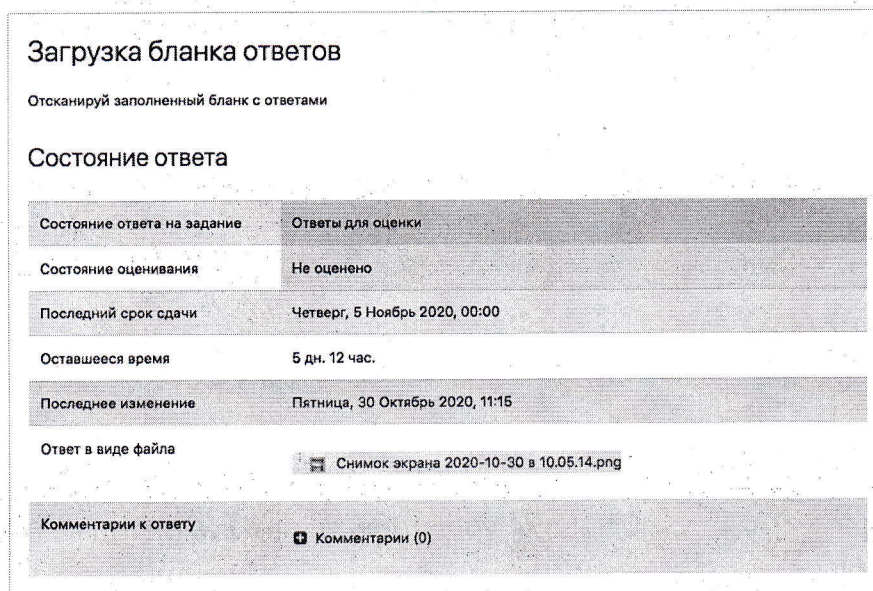 Загрузка бланка ответов
Отсканируй заполненный бланк с ответами
Состояние ответа
Состояние ответа на задание Ответы для оценки
Состояние оценивания Не оценено
Последний срок сдачи Четверг, 5 Ноябрь 2020, 00:00
Оставшееся время 5 дн. 12 час.
Последнее изменение Пятница, 30 Октябрь 2020, 11:15
Ответ в виде файла Снимок экрана 2020-10-30 в 10.05.14.png
Комментарии к ответу Комментарии (0)